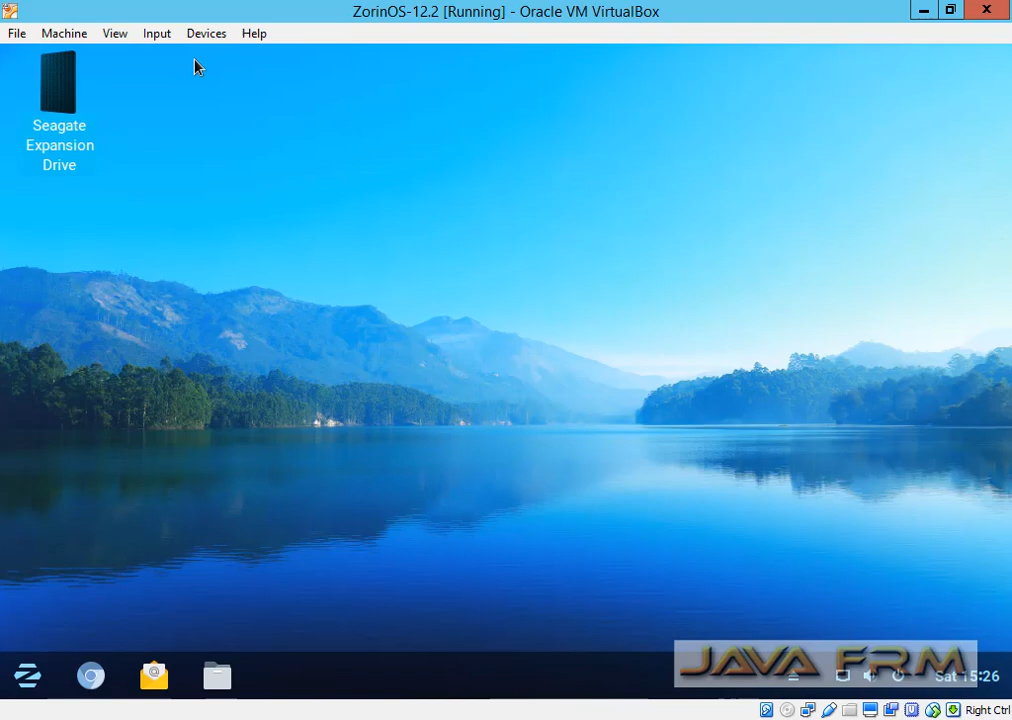 ZorinOS-12.2 [Running] - Oracle VM VirtualBox
File Machine View Input Devices Help
Seagate
Expansion
Drive
JAVA FRM
Sat 15:26
Right Ctrl